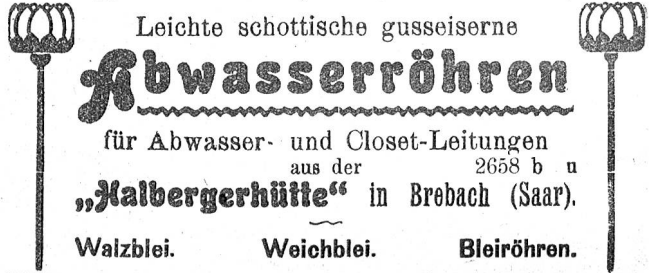 Leichte schottische gusseiserne
Abwasserröhren
für Abwasser- und Closet-Leitungen
aus der 2658 b u
„Halbergerhütte“ in Brebach (Saar).
Walzblei. Weichblei. Bleiröhren.